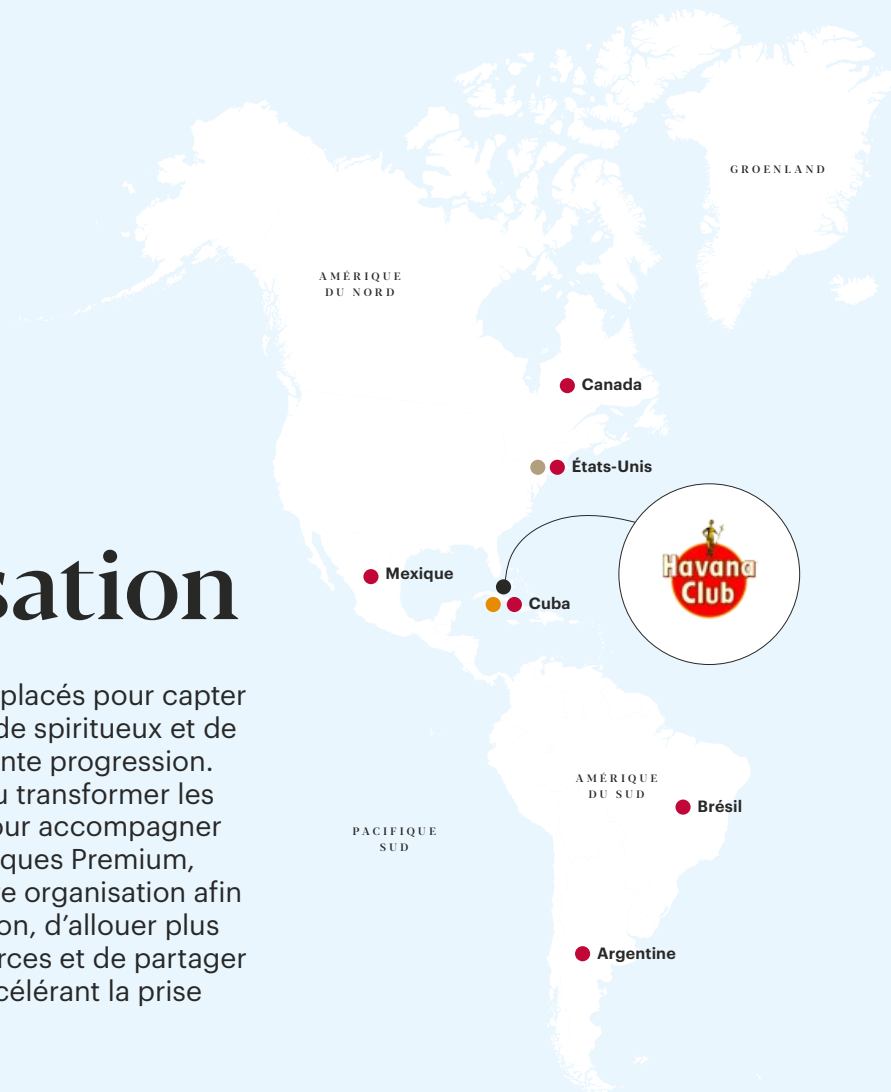 GROENLAND
AMÉRIQUE
DU NORD
Canada
États-Unis
Havana
Club
Mexique
Cuba
sation
placés pour capter
de spiritueux et de
nte progression.
u transformer les
our accompagner
ques Premium,
e organisation afin
on, d’allouer plus
rces et de partager
célérant la prise
AMÉRIQUE
DU SUD
Brésil
PACIFIQUE
SUD
Argentine